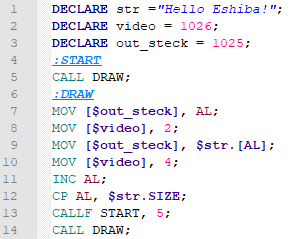 1 DECLARE str ="Hello Eshiba!";
2 DECLARE video = 1026;
3 DECLARE out_steck = 1025;
4 :START
5 CALL DRAW;
6 :DRAW
7 MOV [$out_steck], AL;
8 MOV [$video], 2;
9 MOV [$out_steck], $str.[AL];
10 MOV [$video], 4;
11 INC AL;
12 CP AL, $str.SIZE;
13 CALLF START, 5;
14 CALL DRAW;